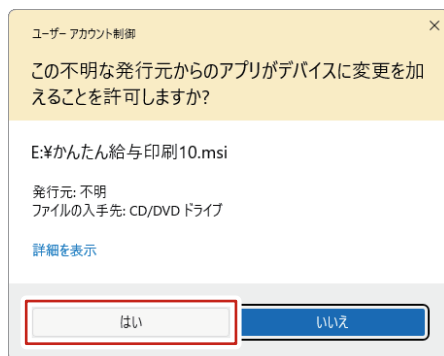 ユーザー アカウント制御
×
この不明な発行元からのアプリがデバイスに変更を加
えることを許可しますか?
E:¥かんたん給与印刷10.msi
発行元: 不明
ファイルの入手先: CD/DVD ドライブ
詳細を表示
はい
いいえ